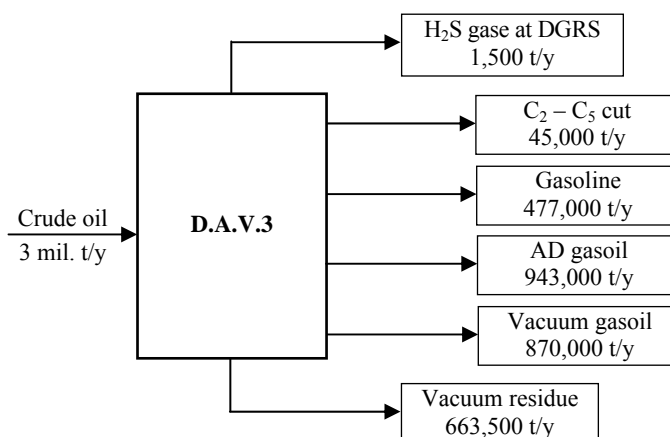 H₂S gase at DGRS
1,500 t/y
C₂ – C₅ cut
45,000 t/y
Gasoline
477,000 t/y
Crude oil
3 mil. t/y
D.A.V.3
AD gasoil
943,000 t/y
Vacuum gasoil
870,000 t/y
Vacuum residue
663,500 t/y